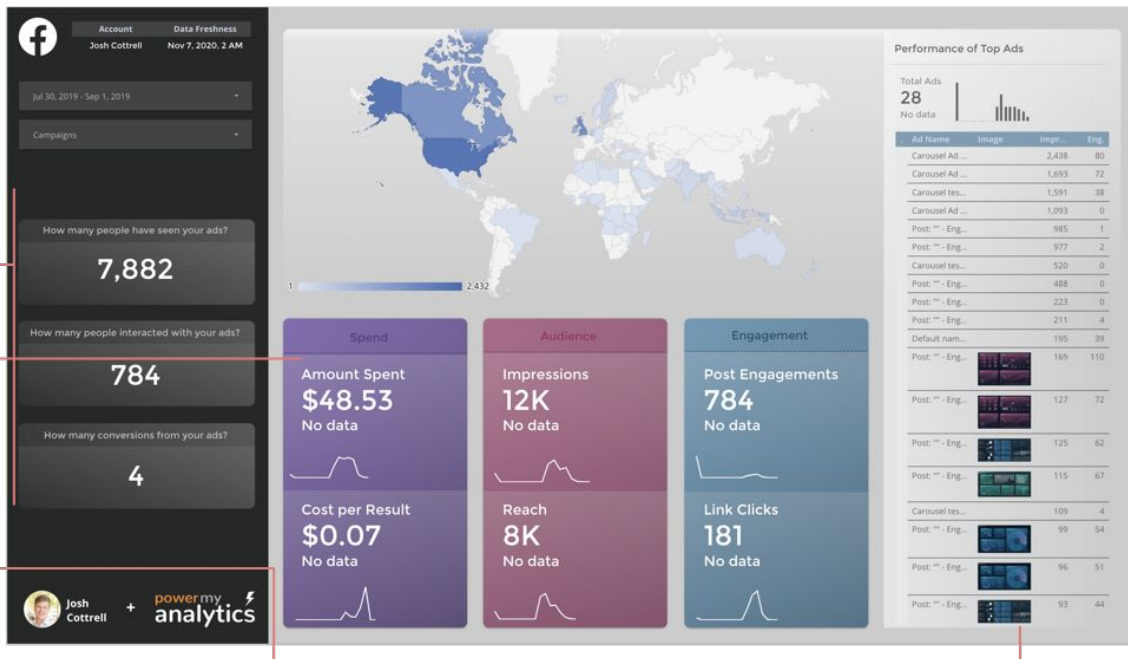 Account Data Freshness
Josh Cottrell Nov 7, 2020, 2 AM
Jul 30, 2019 - Sep 1, 2019
Campaigns
How many people have seen your ads?
7,882
How many people interacted with your ads?
784
How many conversions from your ads?
4
Josh
Cottrell
+
powermy
analytics
1 2,432
Spend
Amount Spent
$48.53
No data
Cost per Result
$0.07
No data
Audience
Impressions
12K
No data
Reach
8K
No data
Engagement
Post Engagements
784
No data
Link Clicks
181
No data
Performance of Top Ads
Total Ads
28
No data
Ad Name Image Impr... Eng.
Carousel Ad ... 2,438 80
Carousel Ad ... 1,693 72
Carousel tes... 1,591 38
Carousel Ad ... 1,093 0
Post: "" - Eng... 985 1
Post: "" - Eng... 977 2
Carousel tes... 520 0
Post: "" - Eng... 488 0
Post: "" - Eng... 223 0
Post: "" - Eng... 211 4
Default nam... 195 39
Post: "" - Eng... 169 110
Post: "" - Eng... 127 72
Post: "" - Eng... 125 62
Post: "" - Eng... 115 67
Carousel tes... 109 4
Post: "" - Eng... 99 54
Post: "" - Eng... 96 51
Post: "" - Eng... 93 44